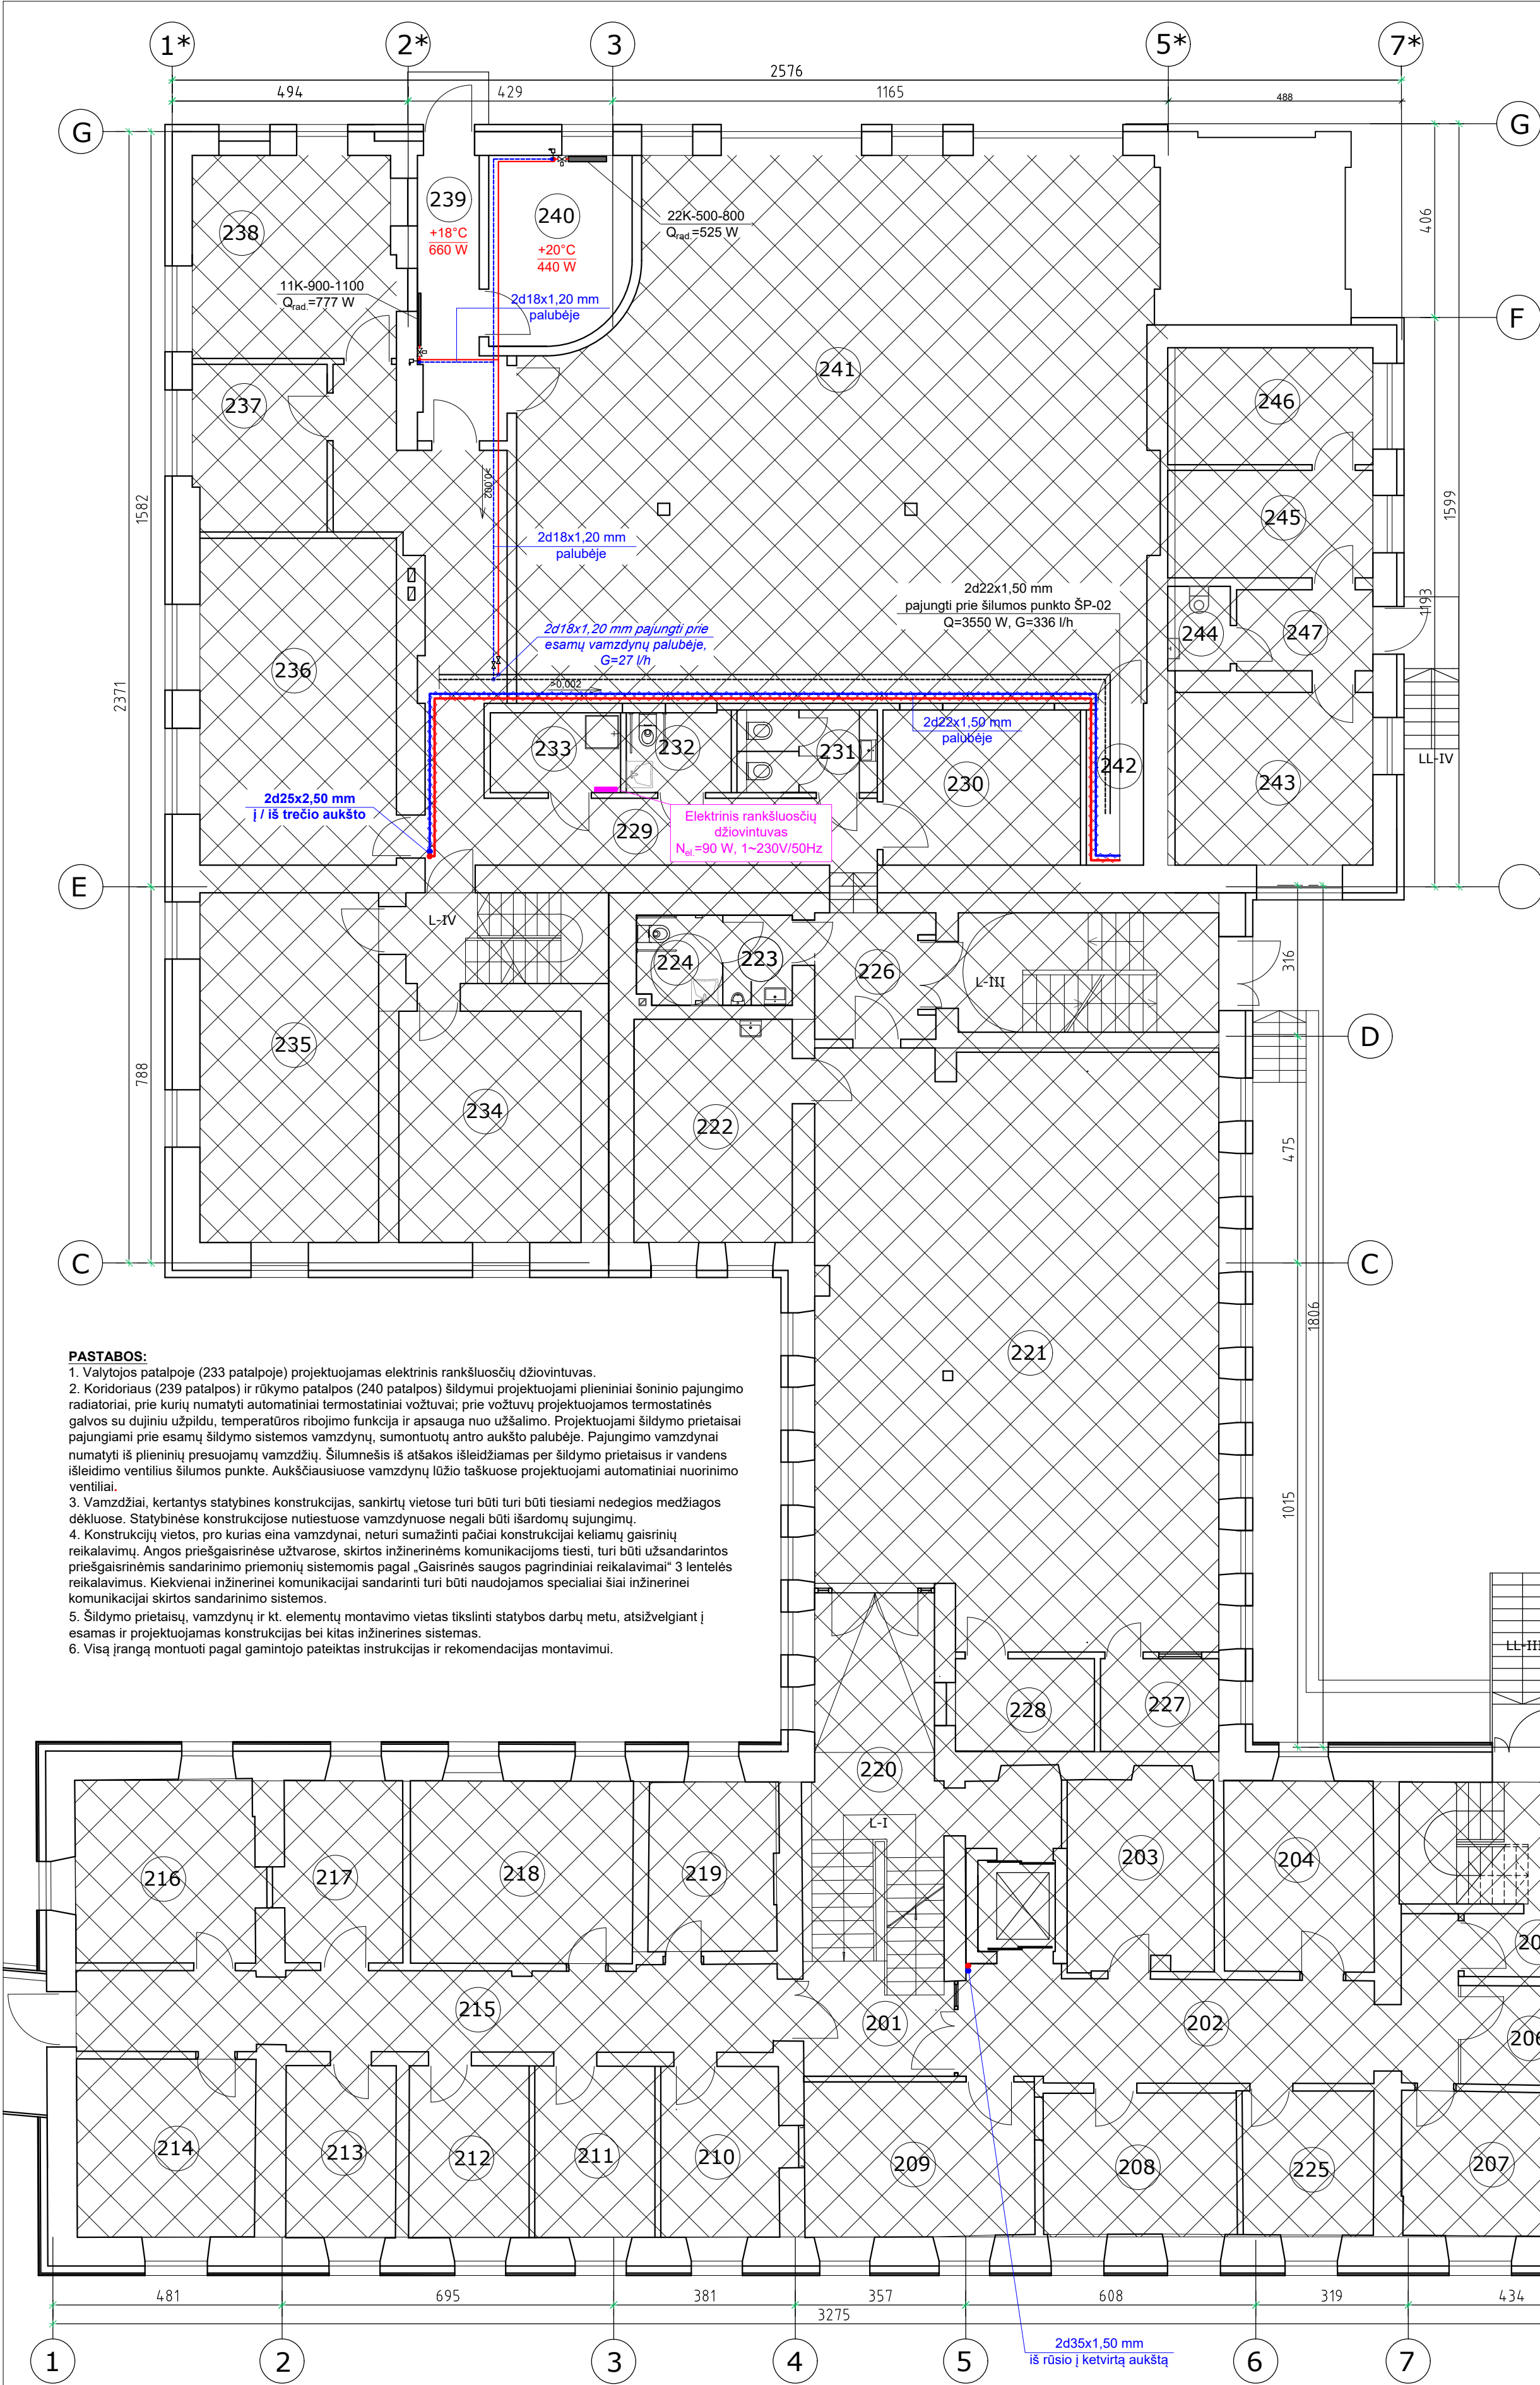 1*
2*
3
5*
7*
2576
494
429
1165
488
G
G
239
+18°C
660 W
240
+20°C
440 W
22K-500-800
Qrad.=525 W
238
11K-900-1100
Qrad.=777 W
2d18x1,20 mm
palubėje
406
F
241
237
246
>0,002
1582
245
1599
2d18x1,20 mm
palubėje
2d22x1,50 mm
pajungti prie šilumos punkto ŠP-02
Q=3550 W, G=336 l/h
1193
2d18x1,20 mm pajungti prie
esamų vamzdynų palubėje,
G=27 l/h
244
247
236
>0,002
2371
2d22x1,50 mm
palubėje
233
232
231
230
242
243
LL-IV
2d25x2,50 mm
į / iš trečio aukšto
229
Elektrinis rankšluosčių
džiovintuvas
Nel.=90 W, 1~230V/50Hz
E
L-IV
224
223
226
L-III
316
235
D
788
234
222
475
C
C
1806
221
PASTABOS:
1. Valytojos patalpoje (233 patalpoje) projektuojamas elektrinis rankšluosčių džiovintuvas.
2. Koridoriaus (239 patalpos) ir rūkymo patalpos (240 patalpos) šildymui projektuojami plieniniai šoninio pajungimo
radiatoriai, prie kurių numatyti automatiniai termostatiniai vožtuvai; prie vožtuvų projektuojamos termostatinės
galvos su dujiniu užpildu, temperatūros ribojimo funkcija ir apsauga nuo užšalimo. Projektuojami šildymo prietaisai
pajungiami prie esamų šildymo sistemos vamzdynų, sumontuotų antro aukšto palubėje. Pajungimo vamzdynai
numatyti iš plieninių presuojamų vamzdžių. Šilumnešis iš atšakos išleidžiamas per šildymo prietaisus ir vandens
išleidimo ventilius šilumos punkte. Aukščiausiuose vamzdynų lūžio taškuose projektuojami automatiniai nuorinimo
ventiliai.
3. Vamzdžiai, kertantys statybines konstrukcijas, sankirtų vietose turi būti turi būti tiesiami nedegios medžiagos
dėkluose. Statybinėse konstrukcijose nutiestuose vamzdynuose negali būti išardomų sujungimų.
4. Konstrukcijų vietos, pro kurias eina vamzdynai, neturi sumažinti pačiai konstrukcijai keliamų gaisrinių
reikalavimų. Angos priešgaisrinėse užtvarose, skirtos inžinerinėms komunikacijoms tiesti, turi būti užsandarintos
priešgaisrinėmis sandarinimo priemonių sistemomis pagal „Gaisrinės saugos pagrindiniai reikalavimai“ 3 lentelės
reikalavimus. Kiekvienai inžinerinei komunikacijai sandarinti turi būti naudojamos specialiai šiai inžinerinei
komunikacijai skirtos sandarinimo sistemos.
5. Šildymo prietaisų, vamzdynų ir kt. elementų montavimo vietas tikslinti statybos darbų metu, atsižvelgiant į
esamas ir projektuojamas konstrukcijas bei kitas inžinerines sistemas.
6. Visą įrangą montuoti pagal gamintojo pateiktas instrukcijas ir rekomendacijas montavimui.
1015
LL-III
228
227
220
L-I
216
217
218
219
203
204
215
201
202
206
214
213
212
211
210
209
208
225
207
481
695
381
357
608
319
434
3275
2d35x1,50 mm
iš rūsio į ketvirtą aukštą
1
2
3
4
5
6
7